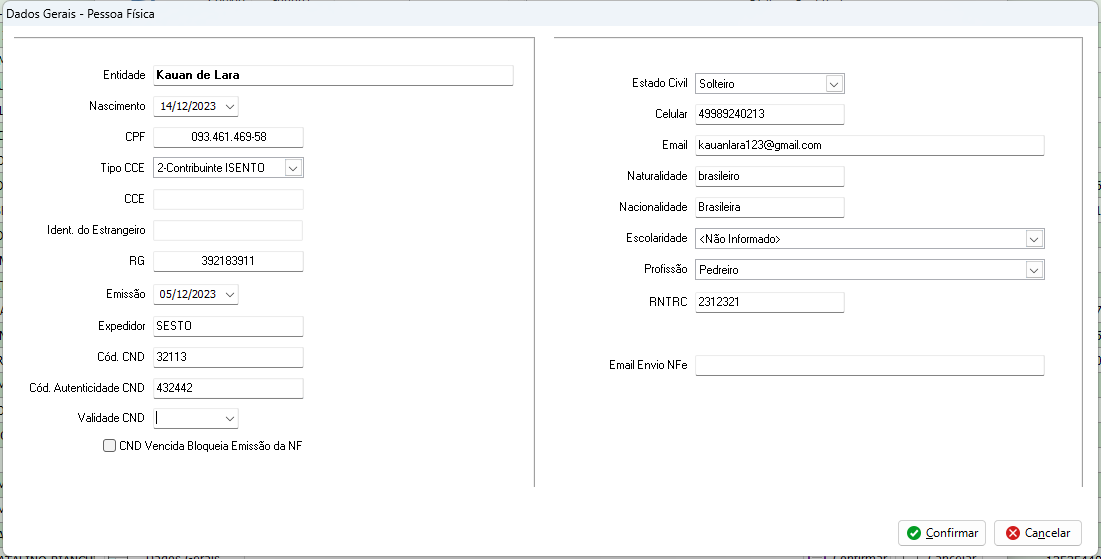 Dados Gerais - Pessoa Física
Entidade Kauan de Lara
Nascimento 14/12/2023
CPF 093.461.469-58
Tipo CCE 2-Contribuinte ISENTO
CCE
Ident. do Estrangeiro
RG 392183911
Emissão 05/12/2023
Expedidor SESTO
Cód. CND 32113
Cód. Autenticidade CND 432442
Validade CND
CND Vencida Bloqueia Emissão da NF
Estado Civil Solteiro
Celular 49989240213
Email kauanlara123@gmail.com
Naturalidade brasileiro
Nacionalidade Brasileira
Escolaridade <Não Informado>
Profissão Pedreiro
RNTRC 2312321
Email Envio NFe
Confirmar Cancelar